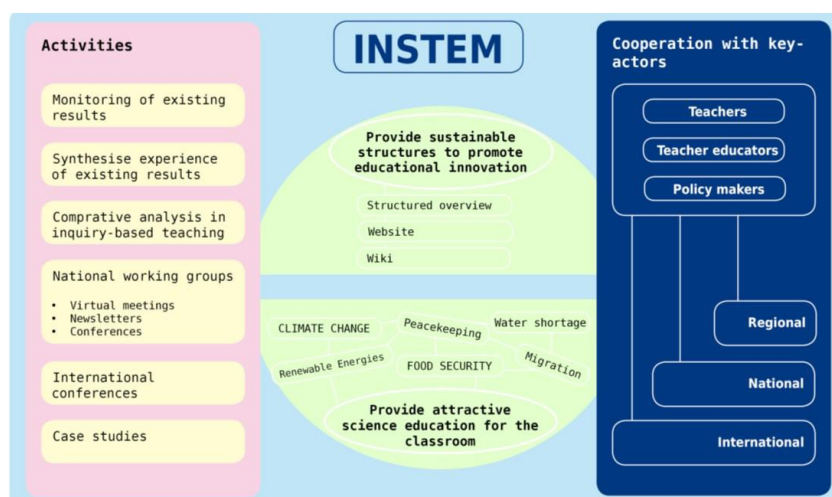 Activities
Monitoring of existing
results
Synthesise experience
of existing results
Comprative analysis in
inquiry-based teaching
National working groups
• Virtual meetings
• Newsletters
• Conferences
International
conferences
Case studies
INSTEM
Provide sustainable
structures to promote
educational innovation
Structured overview
Website
Wiki
CLIMATE CHANGE
Peacekeeping
Water shortage
Renewable Energies
FOOD SECURITY
Migration
Provide attractive
science education for the
classroom
Cooperation with key-
actors
Teachers
Teacher educators
Policy makers
Regional
National
International